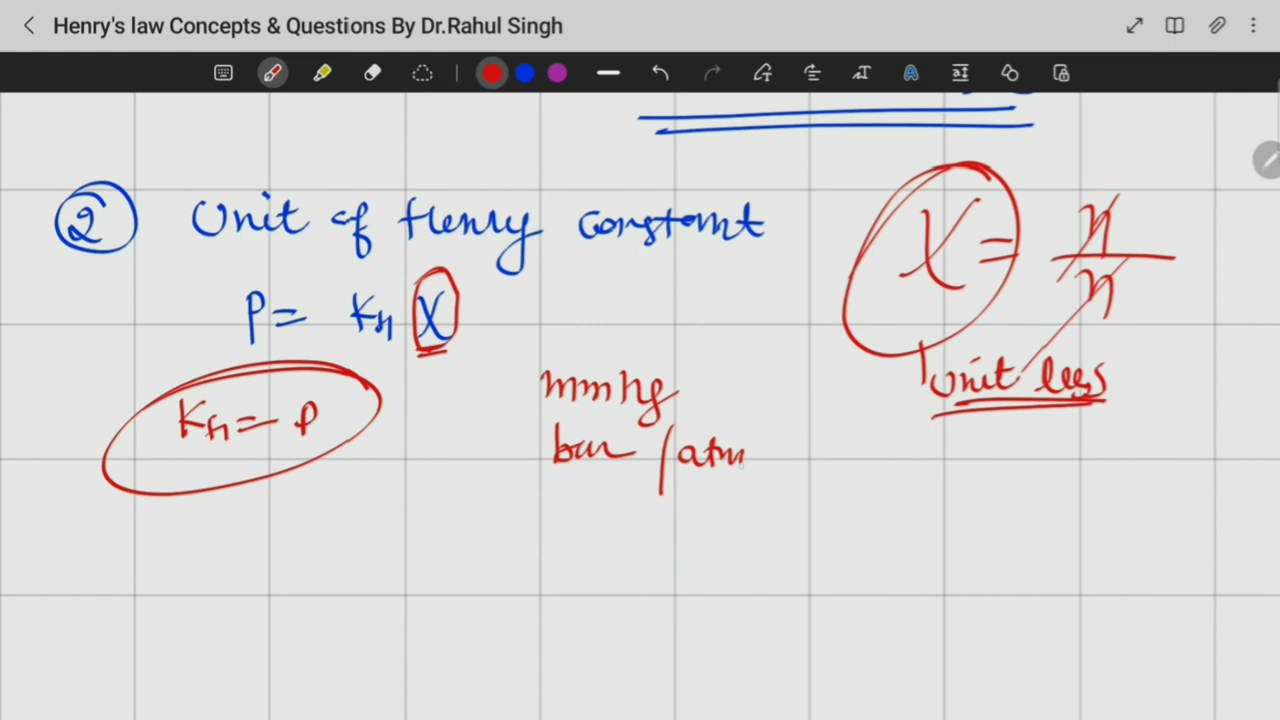 Henry's law Concepts & Questions By Dr.Rahul Singh
② Unit of Henry constant
P = KH X
KH = P
mmhg
bar / atm
X = n/n
Unit less